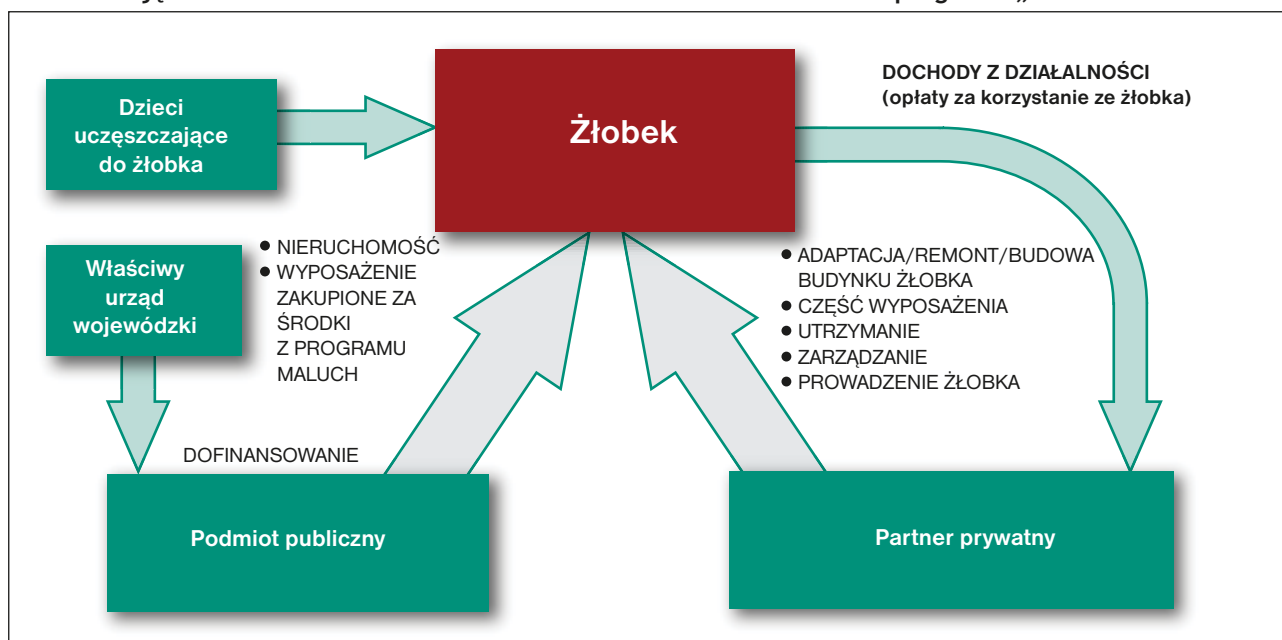 Dzieci
uczęszczające
do żłobka
Żłobek
DOCHODY Z DZIAŁALNOŚCI
(opłaty za korzystanie ze żłobka)
Właściwy
urząd
wojewódzki
● NIERUCHOMOŚĆ
● WYPOSAŻENIE
ZAKUPIONE ZA
ŚRODKI
Z PROGRAMU
MALUCH
● ADAPTACJA/REMONT/BUDOWA
BUDYNKU ŻŁOBKA
● CZĘŚĆ WYPOSAŻENIA
● UTRZYMANIE
● ZARZĄDZANIE
● PROWADZENIE ŻŁOBKA
DOFINANSOWANIE
Podmiot publiczny
Partner prywatny